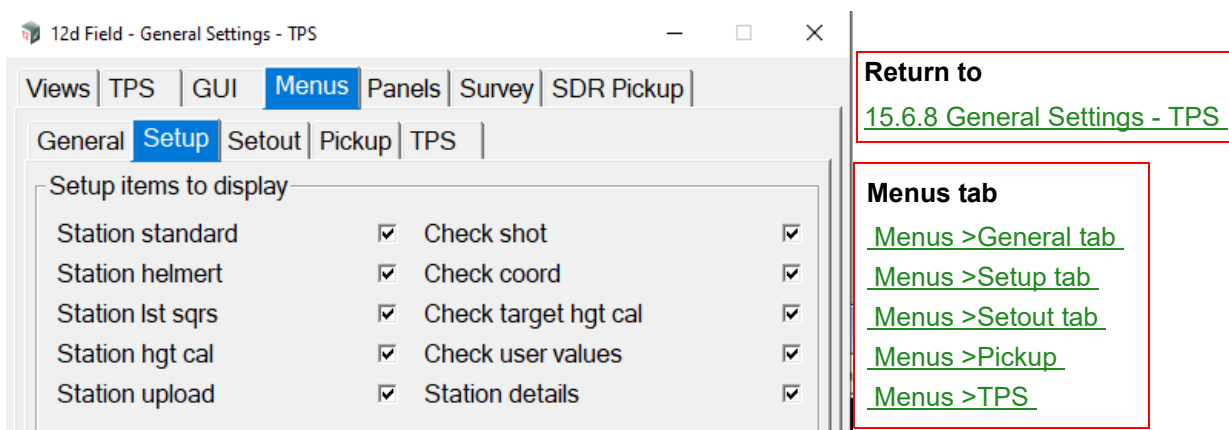 12d Field - General Settings - TPS
Views TPS GUI Menus Panels Survey SDR Pickup
General Setup Setout Pickup TPS
Setup items to display
Station standard Check shot
Station helmert Check coord
Station lst sqrs Check target hgt cal
Station hgt cal Check user values
Station upload Station details
Return to
15.6.8 General Settings - TPS
Menus tab
Menus >General tab
Menus >Setup tab
Menus >Setout tab
Menus >Pickup
Menus >TPS